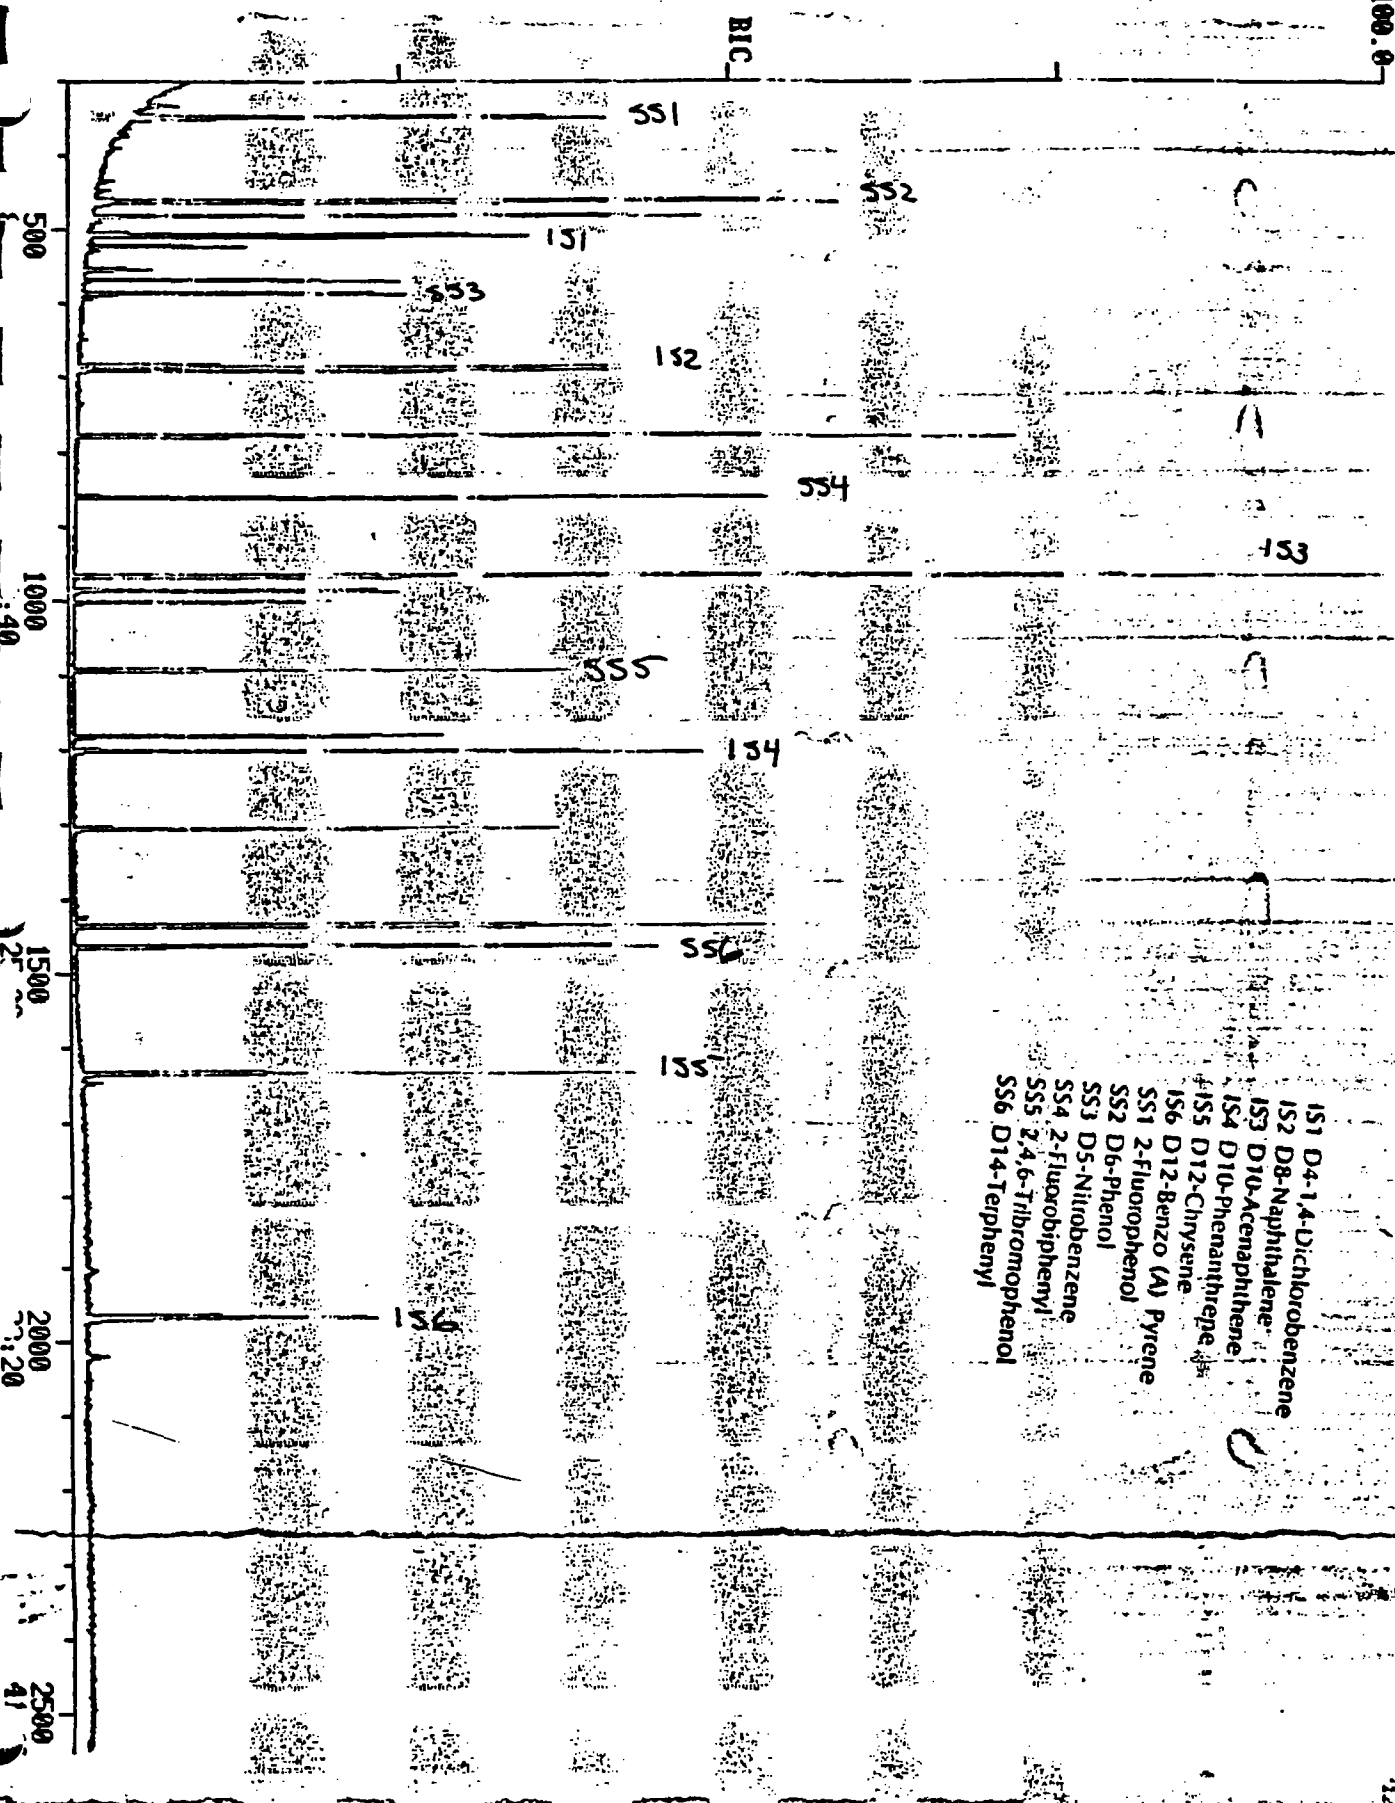 100.0
RIC
SS1
SS2
IS1
SS3
IS2
SS4
IS3
SS5
IS4
SS6
IS5
IS6
IS1 D4-1,4-Dichlorobenzene
IS2 D8-Naphthalene
IS3 D10-Acenaphthene
IS4 D10-Phenanthrene
IS5 D12-Chrysene
IS6 D12-Benzo (A) Pyrene
SS1 2-Fluorophenol
SS2 D6-Phenol
SS3 D5-Nitrobenzene
SS4 2-Fluorobiphenyl
SS5 2,4,6-Tribromophenol
SS6 D14-Terphenyl
500
1000
1500
2000
2500